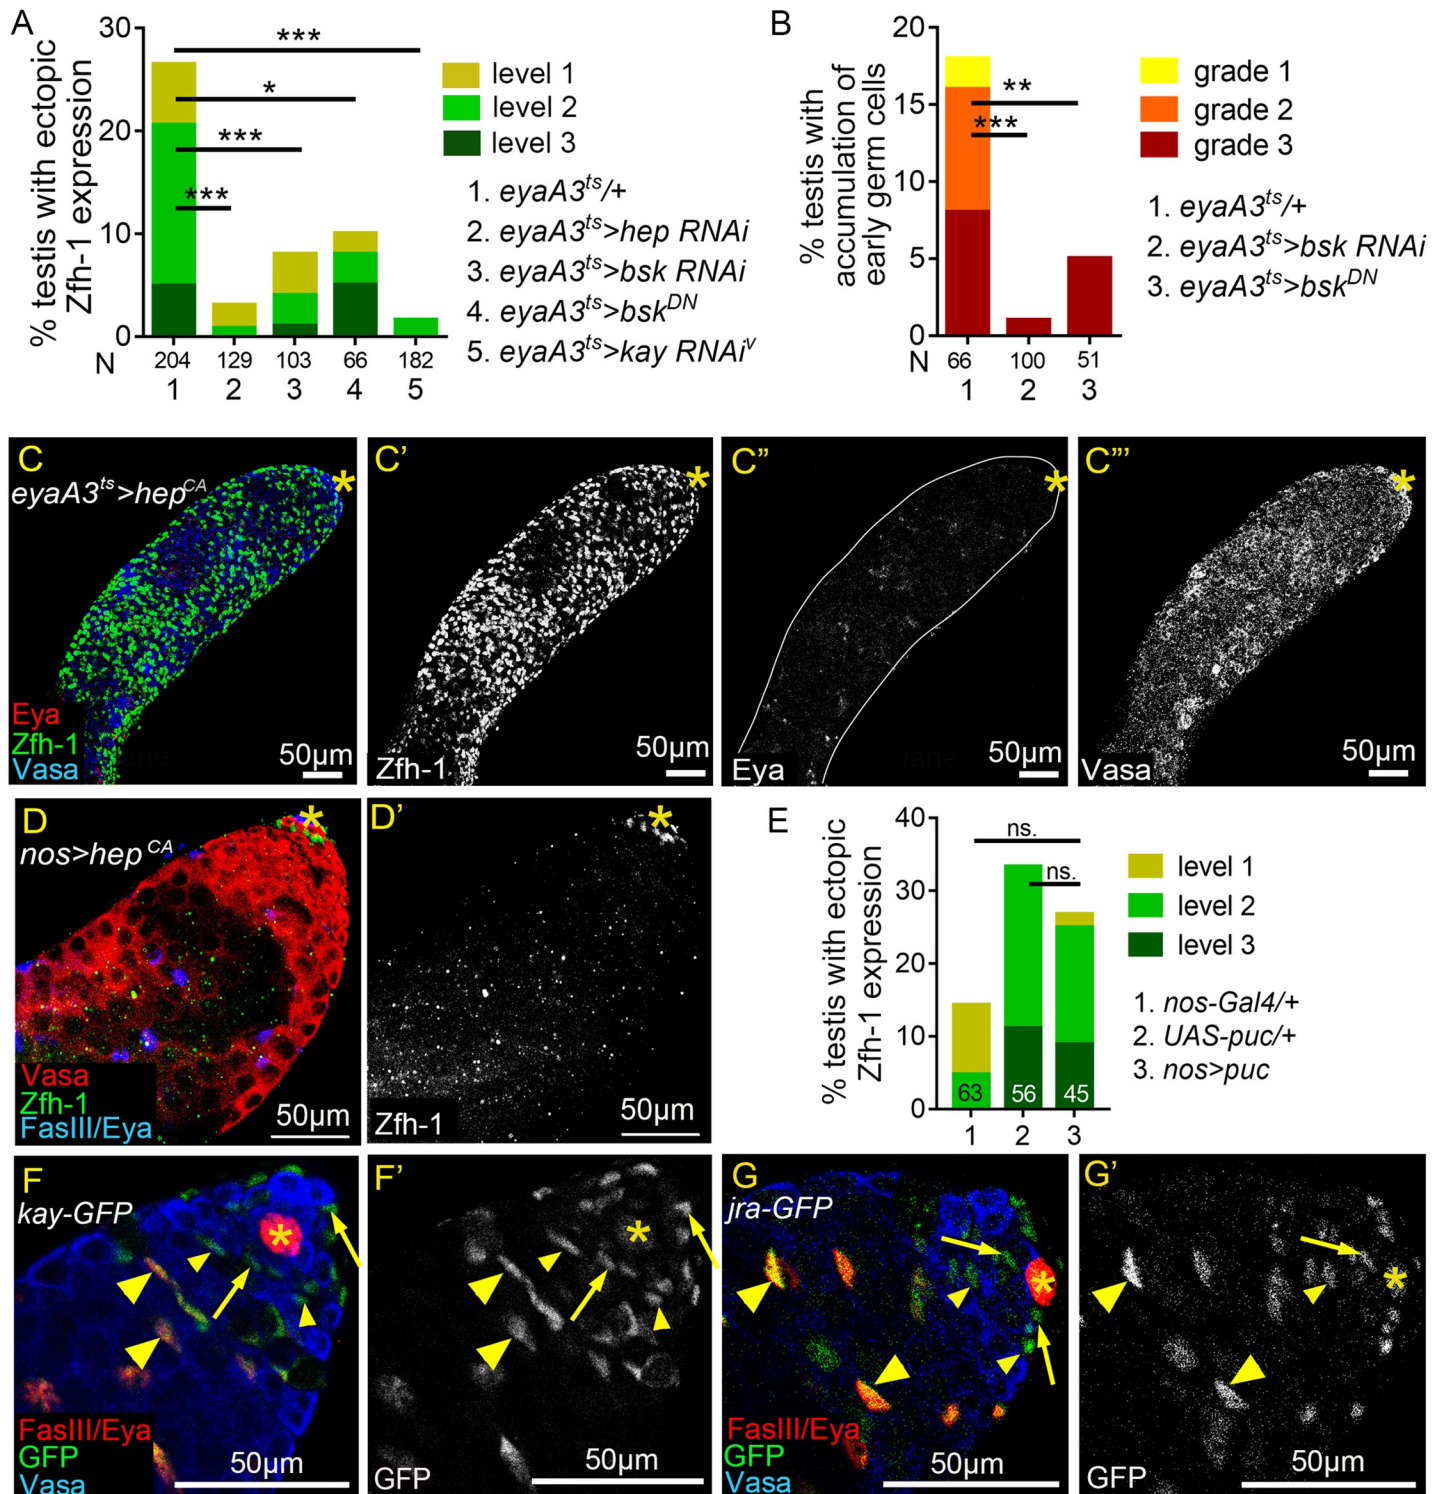 A
% testis with ectopic
Zfh-1 expression
30
20
10
0
***
*
***
***
level 1
level 2
level 3
1. eyaA3ts/+
2. eyaA3ts>hep RNAi
3. eyaA3ts>bsk RNAi
4. eyaA3ts>bskDN
5. eyaA3ts>kay RNAiv
N 204 129 103 66 182
1 2 3 4 5
B
% testis with
accumulation of
early germ cells
20
15
10
5
0
**
***
grade 1
grade 2
grade 3
1. eyaA3ts/+
2. eyaA3ts>bsk RNAi
3. eyaA3ts>bskDN
N 66 100 51
1 2 3
C
eyaA3ts>hepCA
*
Eya
Zfh-1
Vasa
50µm
C'
*
Zfh-1
50µm
C"
*
Eya
50µm
C"'
*
Vasa
50µm
D
nos>hep CA
*
Vasa
Zfh-1
FasIII/Eya
50µm
D'
*
Zfh-1
50µm
E
% testis with ectopic
Zfh-1 expression
40
30
20
10
0
ns.
ns.
63 56 45
1 2 3
level 1
level 2
level 3
1. nos-Gal4/+
2. UAS-puc/+
3. nos>puc
F
kay-GFP
*
FasIII/Eya
GFP
Vasa
50µm
F'
*
GFP
50µm
G
jra-GFP
*
FasIII/Eya
GFP
Vasa
50µm
G'
*
GFP
50µm